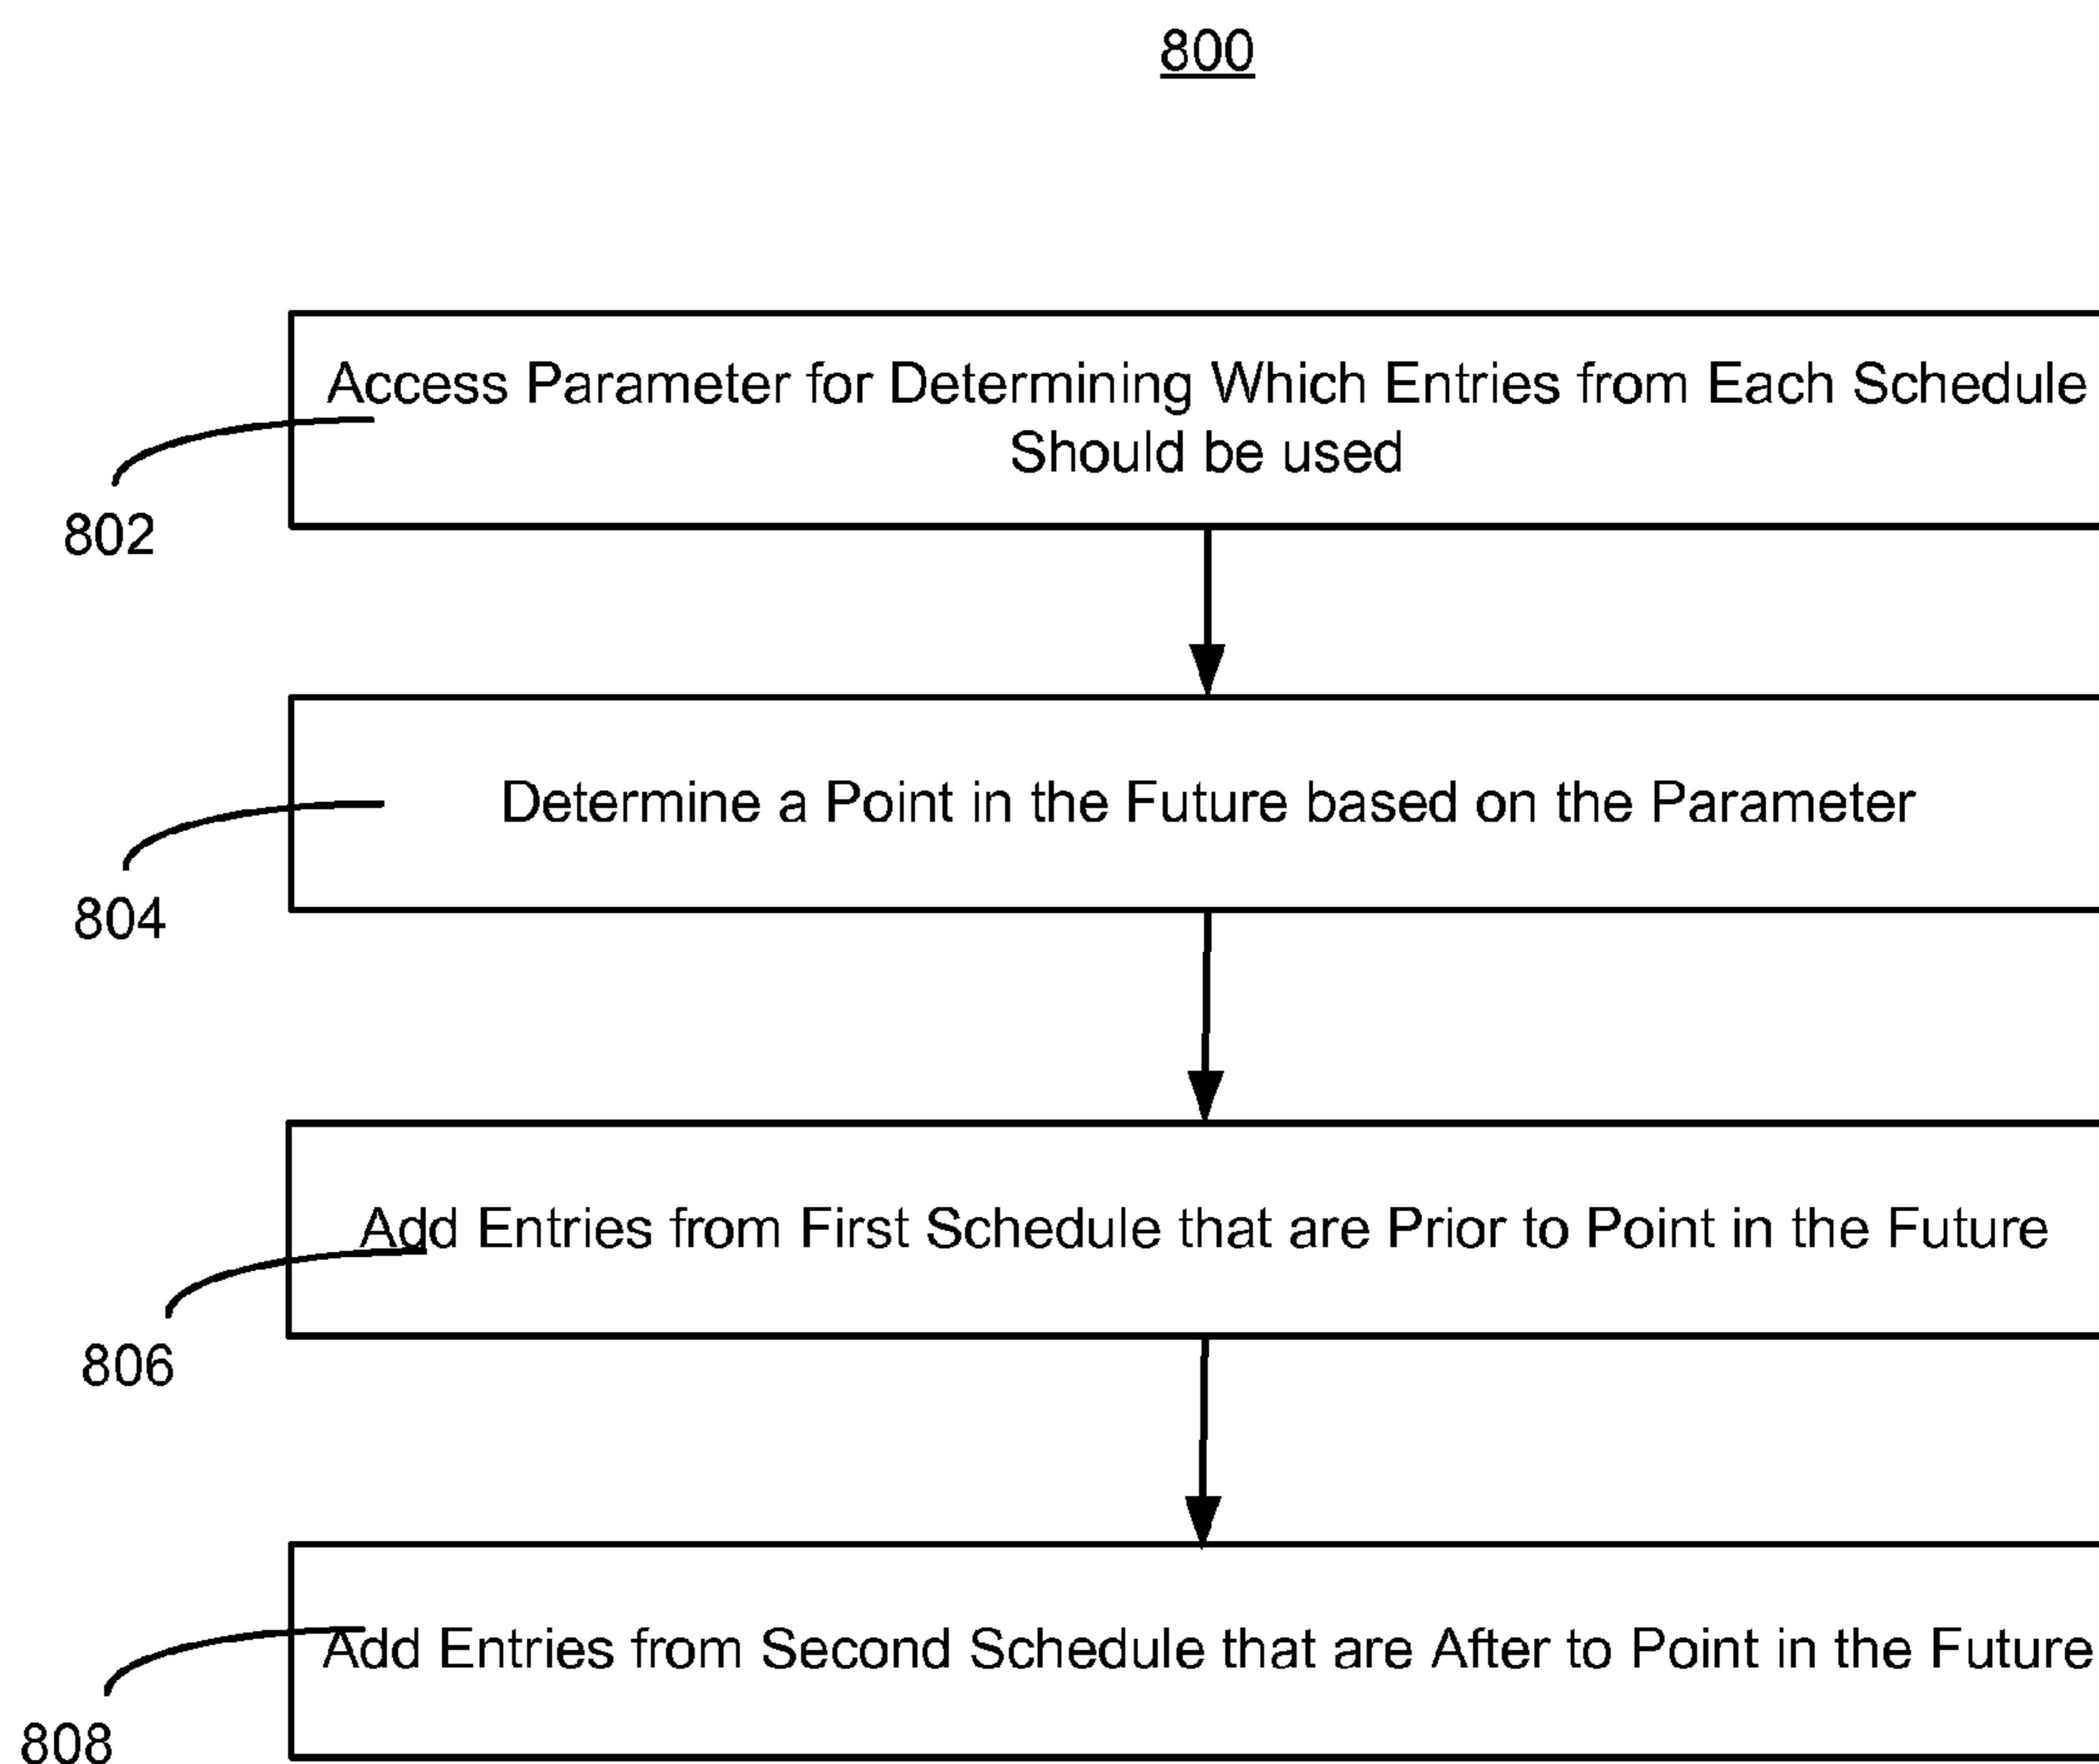 800
Access Parameter for Determining Which Entries from Each Schedule
Should be used
802
Determine a Point in the Future based on the Parameter
804
Add Entries from First Schedule that are Prior to Point in the Future
806
Add Entries from Second Schedule that are After to Point in the Future
808